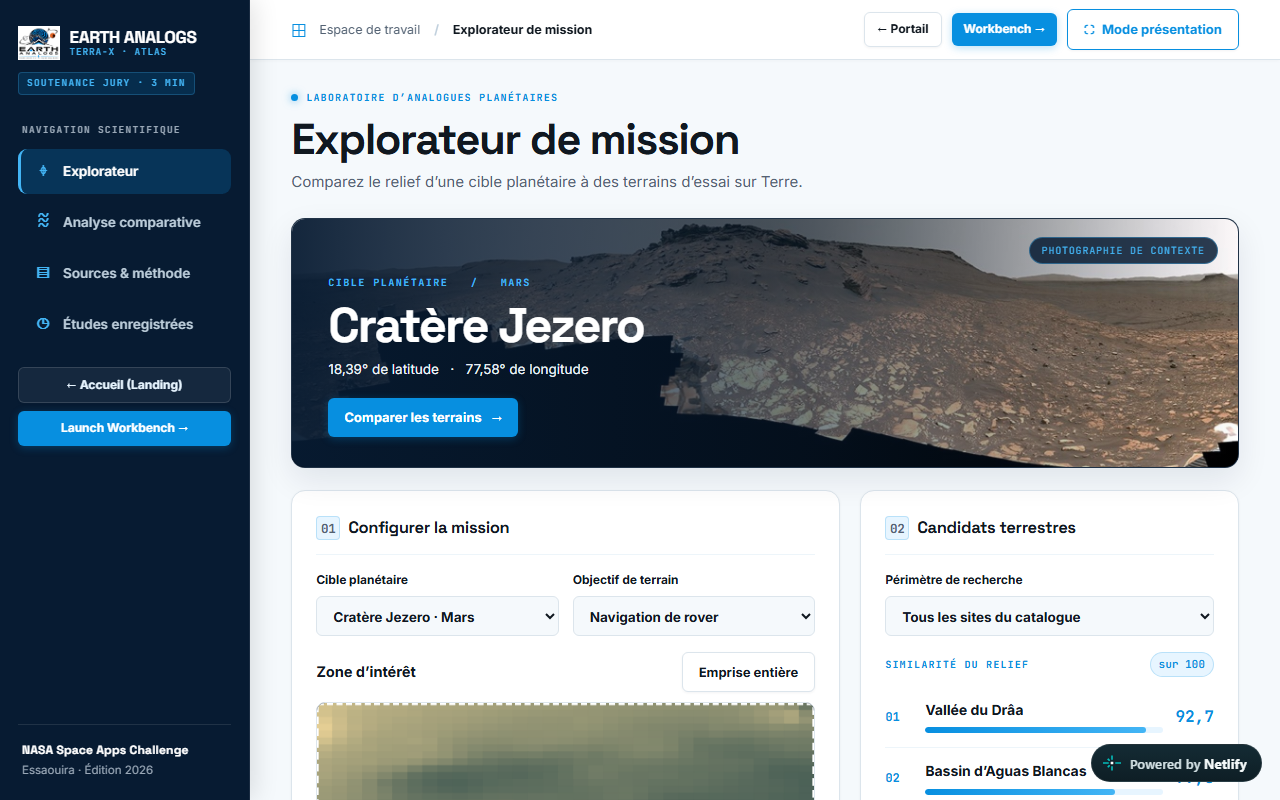 EARTH ANALOGS
TERRA-X · ATLAS
SOUTENANCE JURY · 3 MIN
NAVIGATION SCIENTIFIQUE
Explorateur
Analyse comparative
Sources & méthode
Études enregistrées
← Accueil (Landing)
Launch Workbench →
NASA Space Apps Challenge
Essaouira · Édition 2026
Espace de travail / Explorateur de mission
← Portail
Workbench →
Mode présentation
LABORATOIRE D’ANALOGUES PLANÉTAIRES
Explorateur de mission
Comparez le relief d’une cible planétaire à des terrains d’essai sur Terre.
PHOTOGRAPHIE DE CONTEXTE
CIBLE PLANÉTAIRE / MARS
Cratère Jezero
18,39° de latitude · 77,58° de longitude
Comparer les terrains →
01 Configurer la mission
Cible planétaire
Objectif de terrain
Cratère Jezero · Mars
Navigation de rover
Zone d’intérêt
Emprise entière
02 Candidats terrestres
Périmètre de recherche
Tous les sites du catalogue
SIMILARITÉ DU RELIEF
sur 100
01 Vallée du Drâa 92,7
02 Bassin d’Aguas Blancas
Powered by Netlify